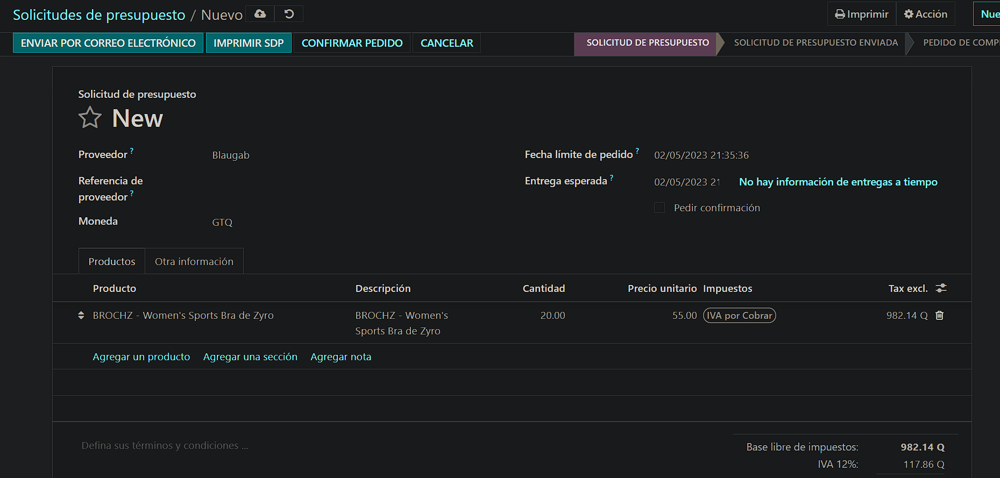 Solicitudes de presupuesto / Nuevo
Imprimir Acción Nue
ENVIAR POR CORREO ELECTRÓNICO IMPRIMIR SDP CONFIRMAR PEDIDO CANCELAR
SOLICITUD DE PRESUPUESTO SOLICITUD DE PRESUPUESTO ENVIADA PEDIDO DE COMP
Solicitud de presupuesto
New
Proveedor ? Blaugab
Fecha límite de pedido ? 02/05/2023 21:35:36
Referencia de
proveedor ?
Entrega esperada ? 02/05/2023 21 No hay información de entregas a tiempo
Pedir confirmación
Moneda GTQ
Productos Otra información
Producto Descripción Cantidad Precio unitario Impuestos Tax excl.
BROCHZ - Women's Sports Bra de Zyro BROCHZ - Women's 20.00 55.00 IVA por Cobrar 982.14 Q
Sports Bra de Zyro
Agregar un producto Agregar una sección Agregar nota
Defina sus términos y condiciones ...
Base libre de impuestos: 982.14 Q
IVA 12%: 117.86 Q